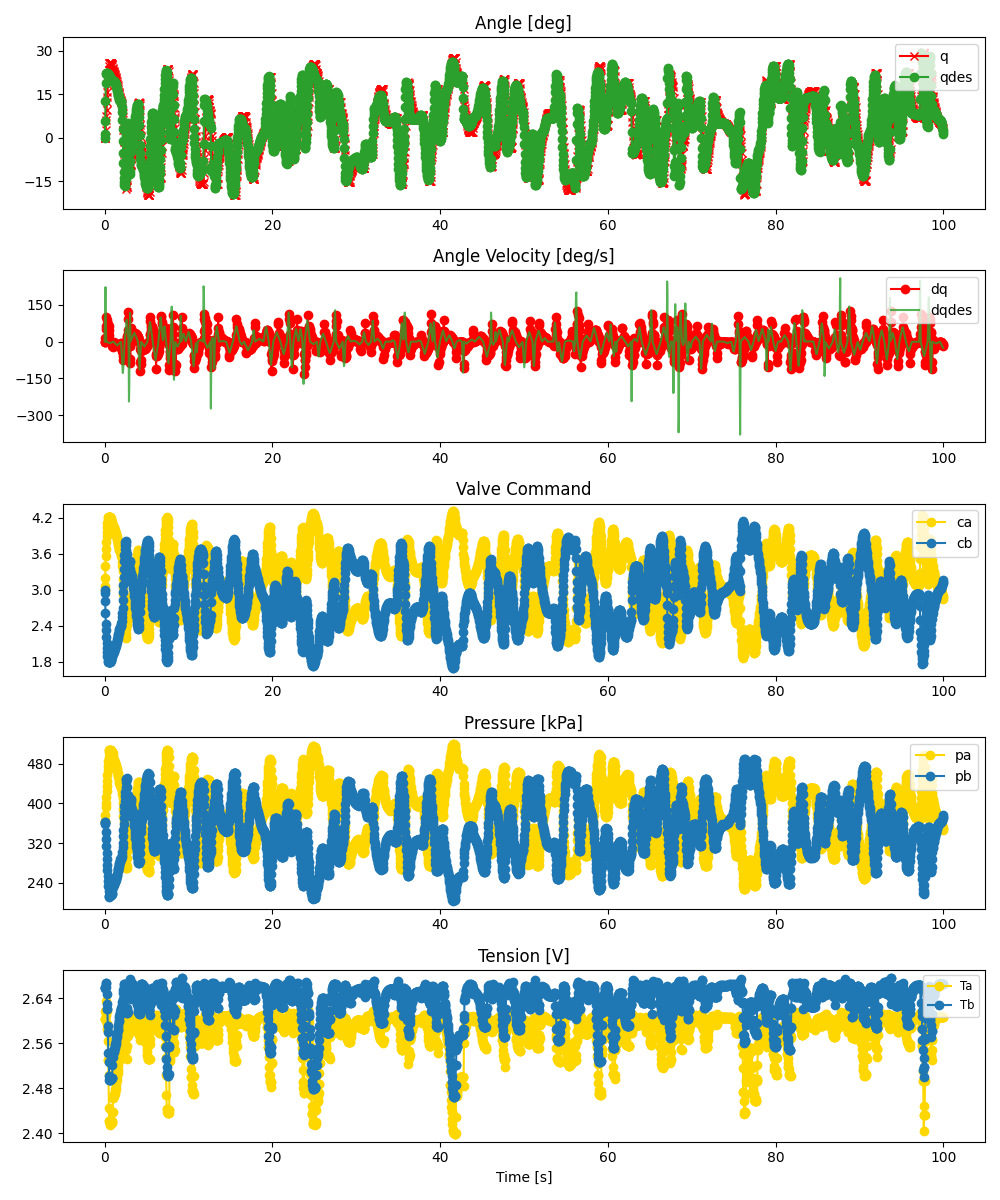 Angle [deg]
30
15
0
−15
q
qdes
0 20 40 60 80 100
Angle Velocity [deg/s]
150
0
−150
−300
dq
dqdes
0 20 40 60 80 100
Valve Command
4.2
3.6
3.0
2.4
1.8
ca
cb
0 20 40 60 80 100
Pressure [kPa]
480
400
320
240
pa
pb
0 20 40 60 80 100
Tension [V]
2.64
2.56
2.48
2.40
Ta
Tb
0 20 40 60 80 100
Time [s]